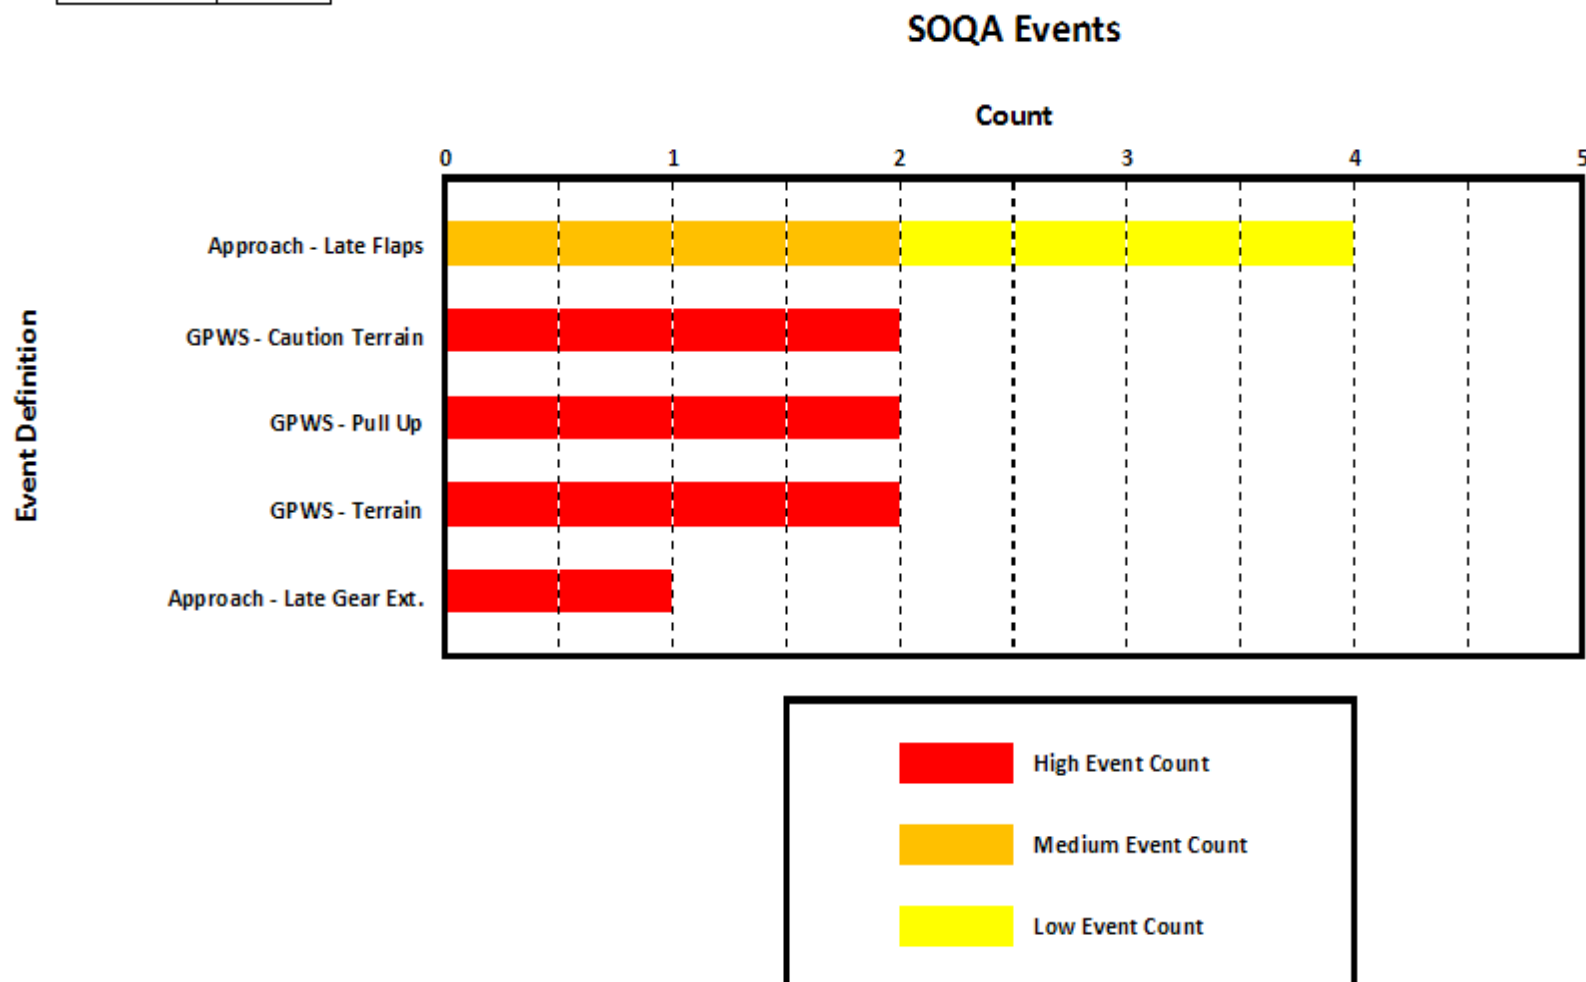 SOQA Events
Count
0 1 2 3 4 5
Event Definition
Approach - Late Flaps
GPWS - Caution Terrain
GPWS - Pull Up
GPWS - Terrain
Approach - Late Gear Ext.
High Event Count
Medium Event Count
Low Event Count